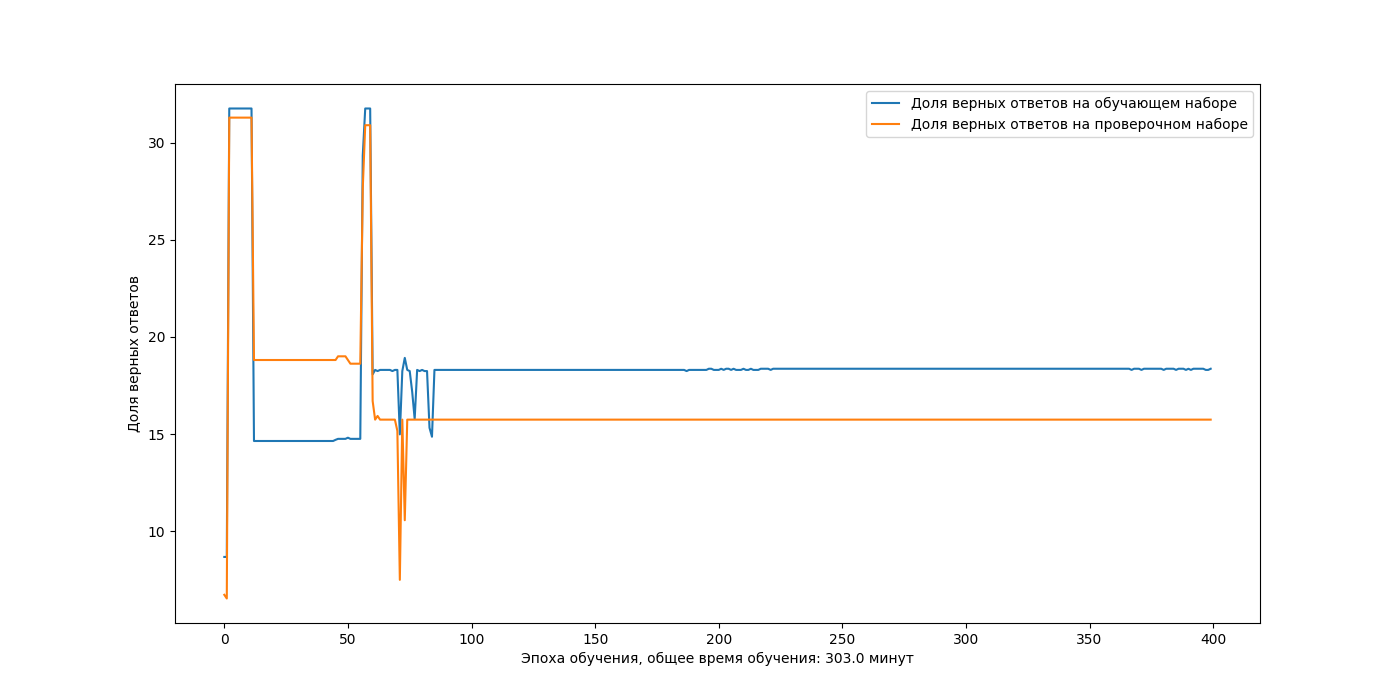 Доля верных ответов на обучающем наборе
Доля верных ответов на проверочном наборе
30
25
20
15
10
Доля верных ответов
0 50 100 150 200 250 300 350 400
Эпоха обучения, общее время обучения: 303.0 минут